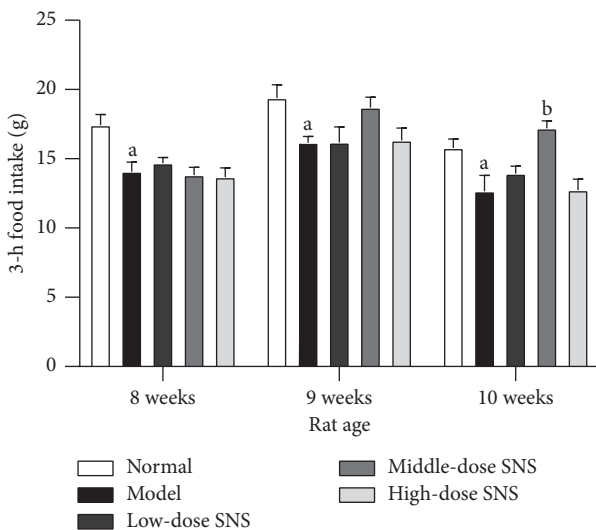 25
20
15
10
5
0
3-h food intake (g)
a
a
a
b
8 weeks
9 weeks
10 weeks
Rat age
Normal
Model
Low-dose SNS
Middle-dose SNS
High-dose SNS